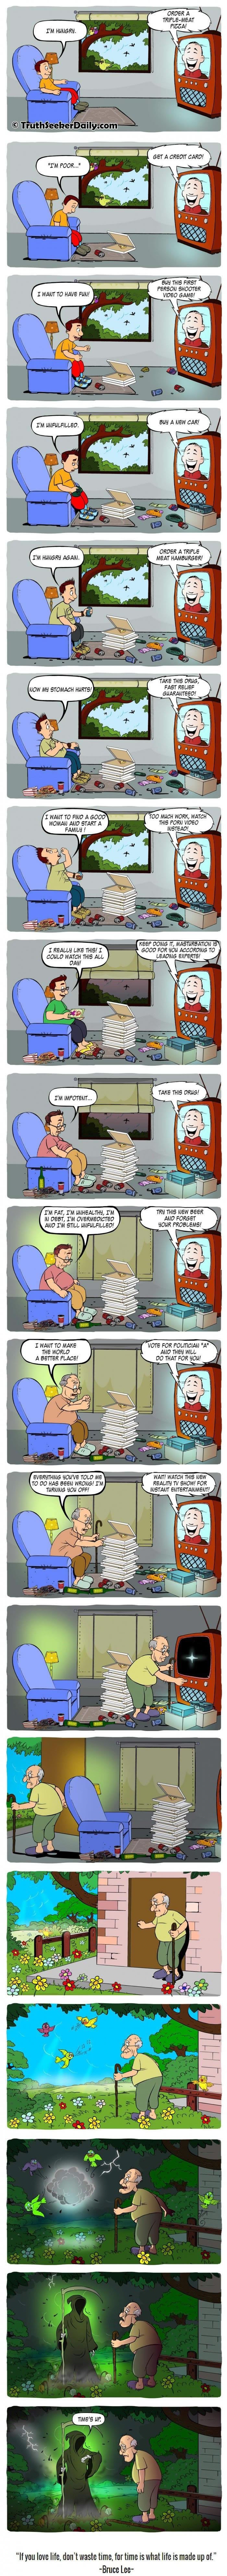 I'M HUNGRY.
ORDER A
TRIPLE-MEAT
PIZZA!
© TruthSeekerDaily.com
"I'M POOR..."
GET A CREDIT CARD!
I WANT TO HAVE FUN!
BUY THIS FIRST
PERSON SHOOTER
VIDEO GAME!
I'M UNFULFILLED.
BUY A NEW CAR!
I'M HUNGRY AGAIN.
ORDER A TRIPLE
MEAT HAMBURGER!
NOW MY STOMACH HURTS!
TAKE THIS DRUG,
FAST RELIEF
GUARANTEED!
I WANT TO FIND A GOOD
WOMAN AND START A
FAMILY!
TOO MUCH WORK, WATCH
THIS PORN VIDEO
INSTEAD!
I REALLY LIKE THIS! I
COULD WATCH THIS ALL
DAY!
KEEP DOING IT, MASTURBATION IS
GOOD FOR YOU ACCORDING TO
LEADING EXPERTS!
I'M IMPOTENT...
TAKE THIS DRUG!
I'M FAT, I'M UNHEALTHY, I'M
IN DEBT, I'M OVERMEDICTED
AND I'M STILL UNFULFILLED!
TRY THIS NEW BEER
AND FORGET
YOUR PROBLEMS!
I WANT TO MAKE
THE WORLD
A BETTER PLACE!
VOTE FOR POLITICIAN "A"
AND THEY WILL
DO THAT FOR YOU!
EVERYTHING YOU'VE TOLD ME
TO DO HAS BEEN WRONG! I'M
TURNING YOU OFF!
WAIT! WATCH THIS NEW
REALITY TV SHOW! FOR
INSTANT ENTERTAINMENT!
TIME'S UP.
"If you love life, don't waste time, for time is what life is made up of."
~Bruce Lee~